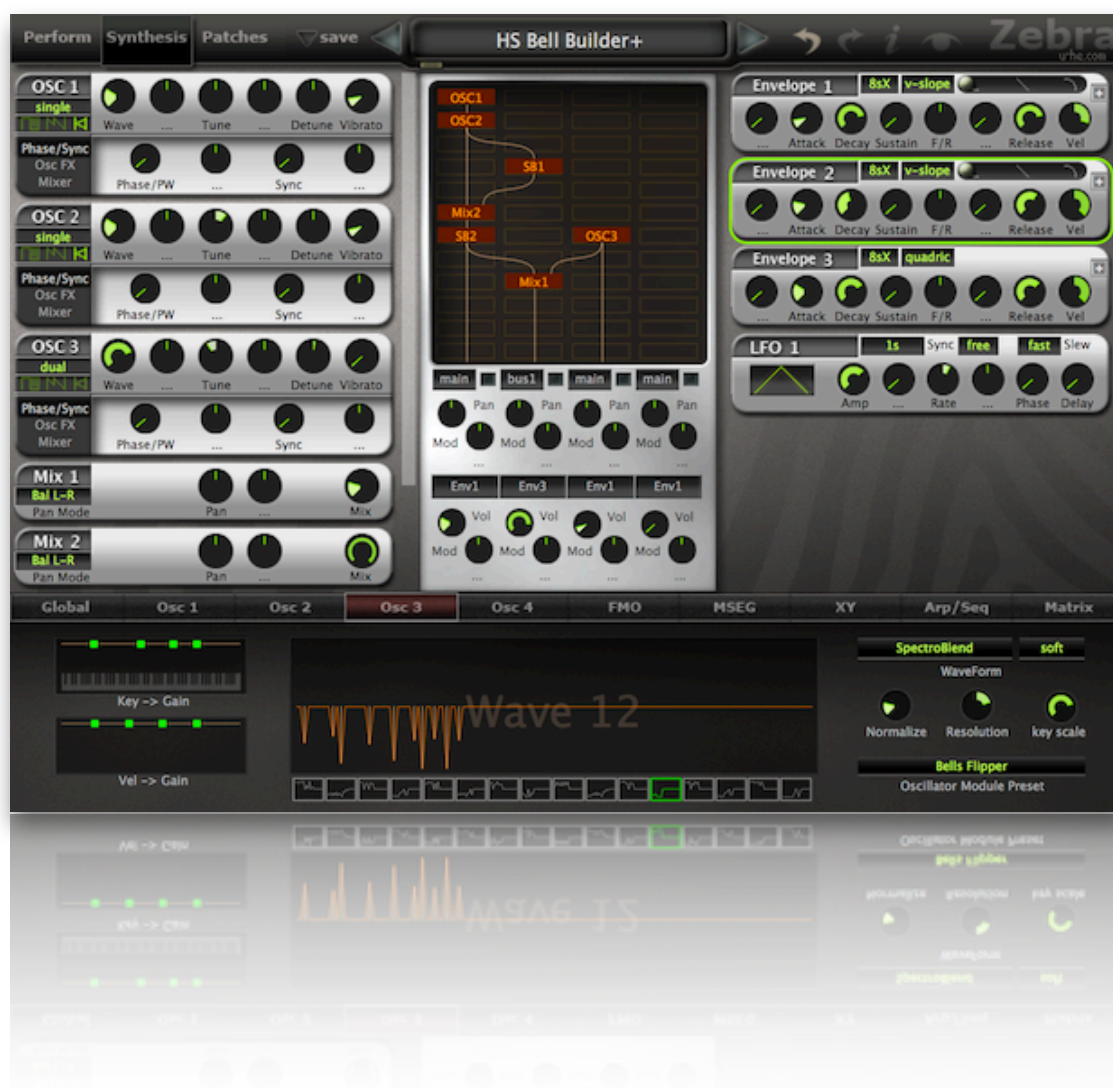 Perform Synthesis Patches save HS Bell Builder+ Zebra
u-he.com
OSC 1
single
Wave ... Tune ... Detune Vibrato
Phase/Sync
Osc FX
Mixer
Phase/PW ... Sync ...
OSC 2
single
Wave ... Tune ... Detune Vibrato
Phase/Sync
Osc FX
Mixer
Phase/PW ... Sync ...
OSC 3
dual
Wave ... Tune ... Detune Vibrato
Phase/Sync
Osc FX
Mixer
Phase/PW ... Sync ...
Mix 1
Bal L-R
Pan Mode Pan ... Mix
Mix 2
Bal L-R
Pan Mode Pan ... Mix
OSC1
OSC2
SB1
Mix2
SB2 OSC3
Mix1
main bus1 main main
Pan Pan Pan Pan
Mod Mod Mod Mod
... ... ... ...
Env1 Env3 Env1 Env1
Vol Vol Vol Vol
Mod Mod Mod Mod
... ... ... ...
Envelope 1 8sX v-slope
... Attack Decay Sustain F/R ... Release Vel
Envelope 2 8sX v-slope
... Attack Decay Sustain F/R ... Release Vel
Envelope 3 8sX quadric
... Attack Decay Sustain F/R ... Release Vel
LFO 1 1s Sync free fast Slew
Amp ... Rate ... Phase Delay
Global Osc 1 Osc 2 Osc 3 Osc 4 FMO MSEG XY Arp/Seq Matrix
Key -> Gain
Vel -> Gain
Wave 12
SpectroBlend soft
WaveForm
Normalize Resolution key scale
Bells Flipper
Oscillator Module Preset